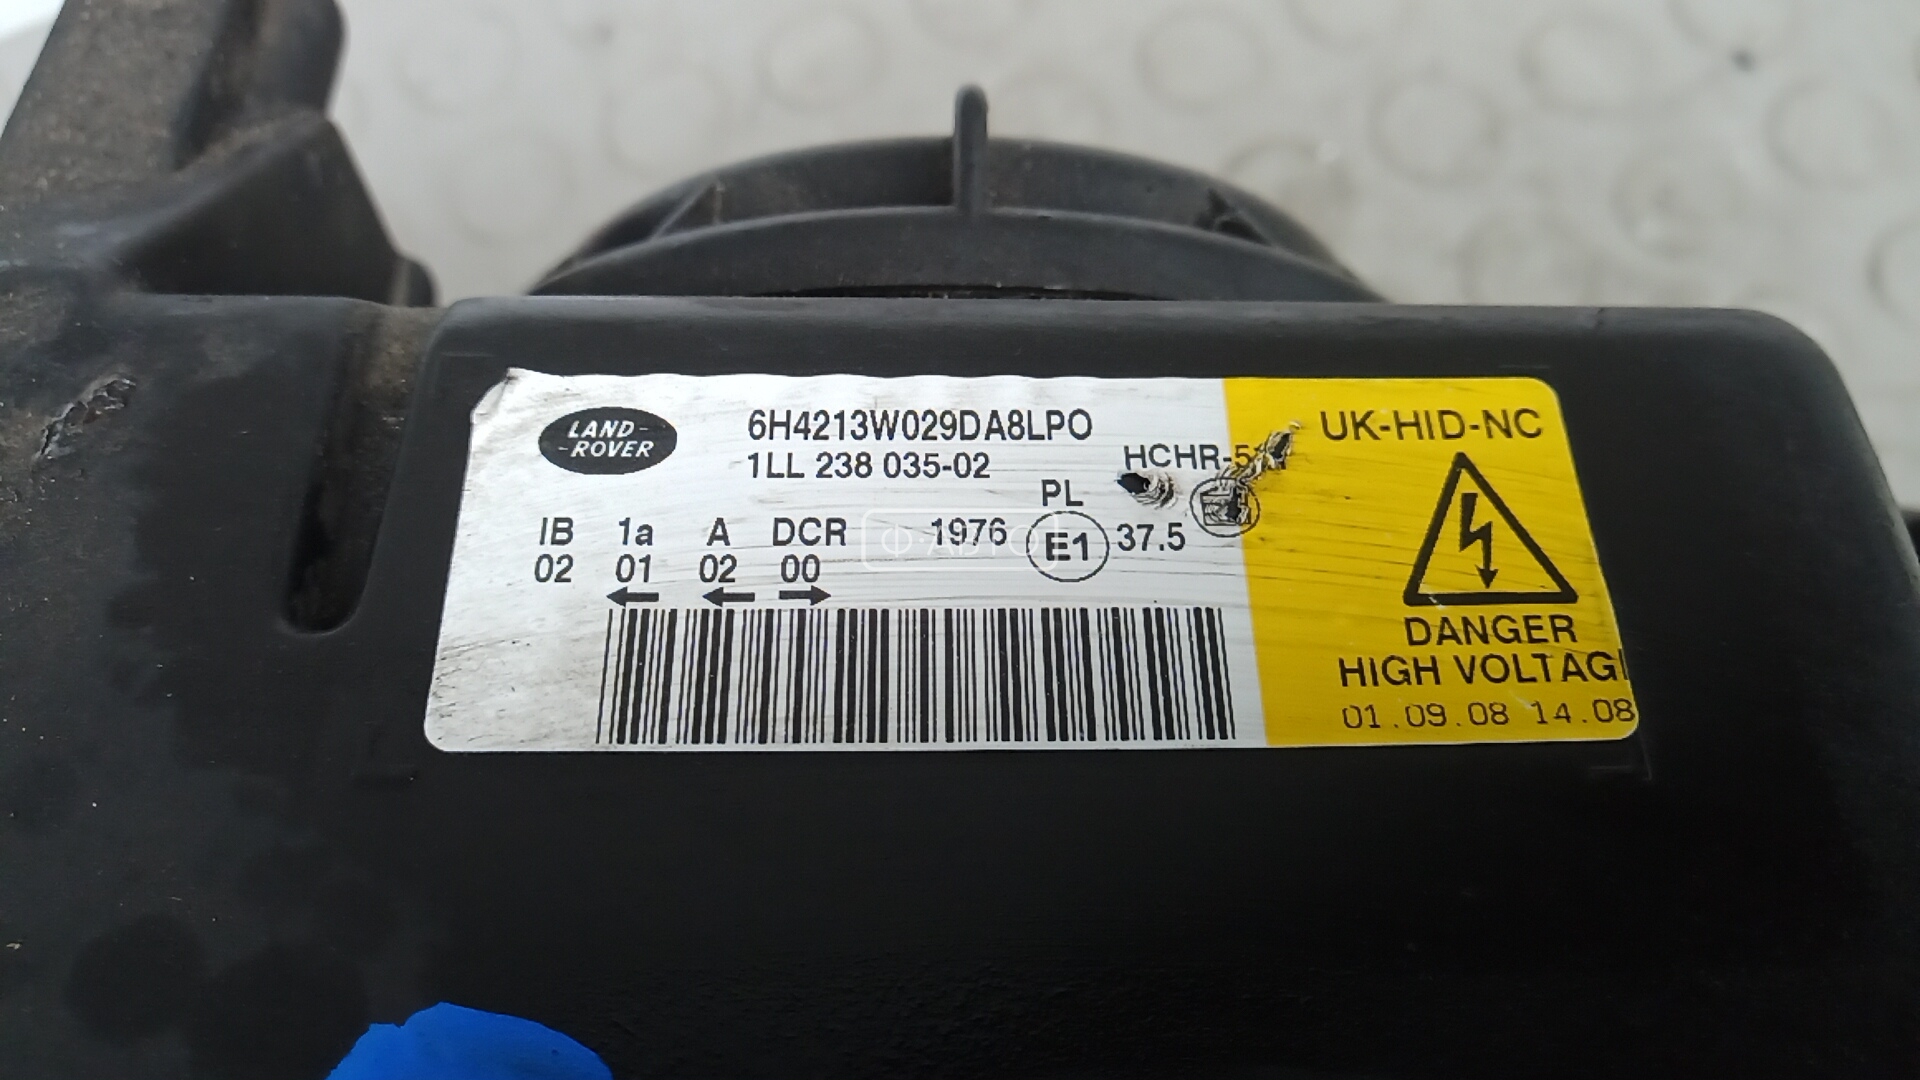 LAND-
-ROVER
6H4213W029DA8LPO
1LL 238 035-02
HCHR-5
PL
IB 1a A DCR 1976 E1 37.5
02 01 02 00
UK-HID-NC
DANGER
HIGH VOLTAG
01.09.08 14.08
Ф-АВТО